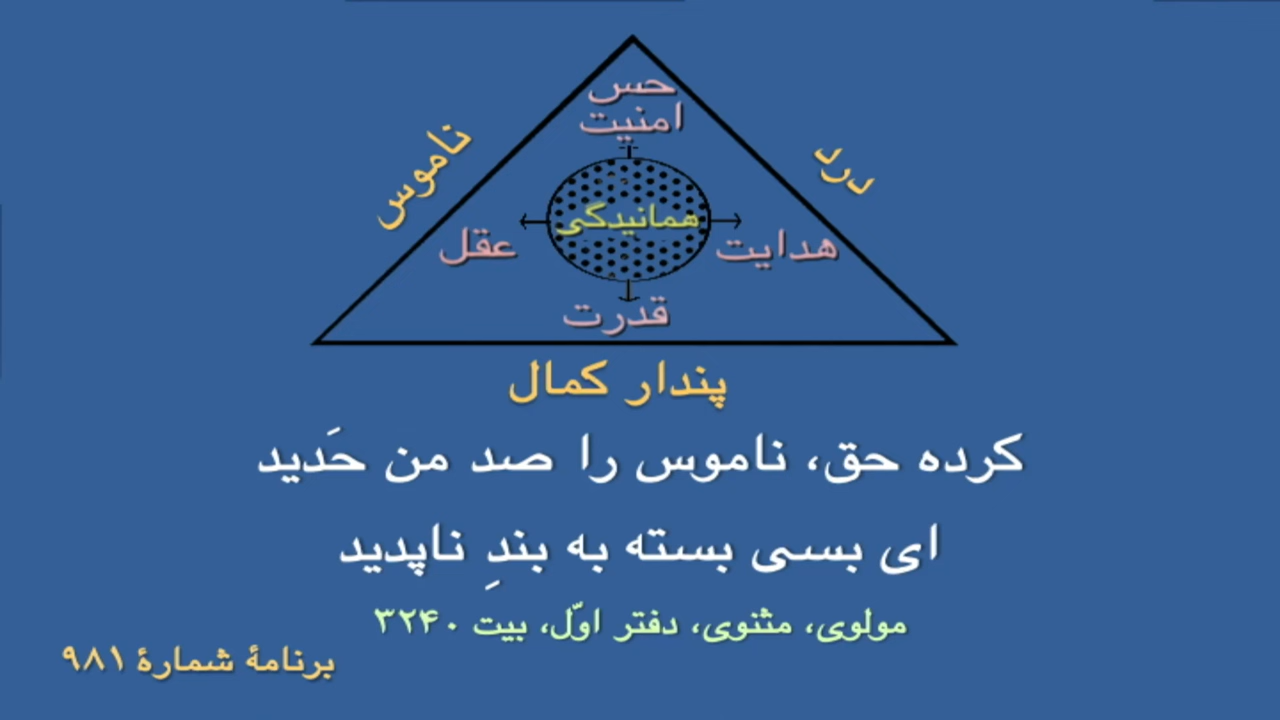 حس
امنیت
ناموس
درد
همانیدگی
عقل
هدایت
قدرت
پندار کمال
کرده حق، ناموس را صد من حَدید
ای بسی بسته به بندِ ناپدید
مولوی، مثنوی، دفتر اوّل، بیت ۳۲۴۰
برنامهٔ شمارهٔ ۹۸۱